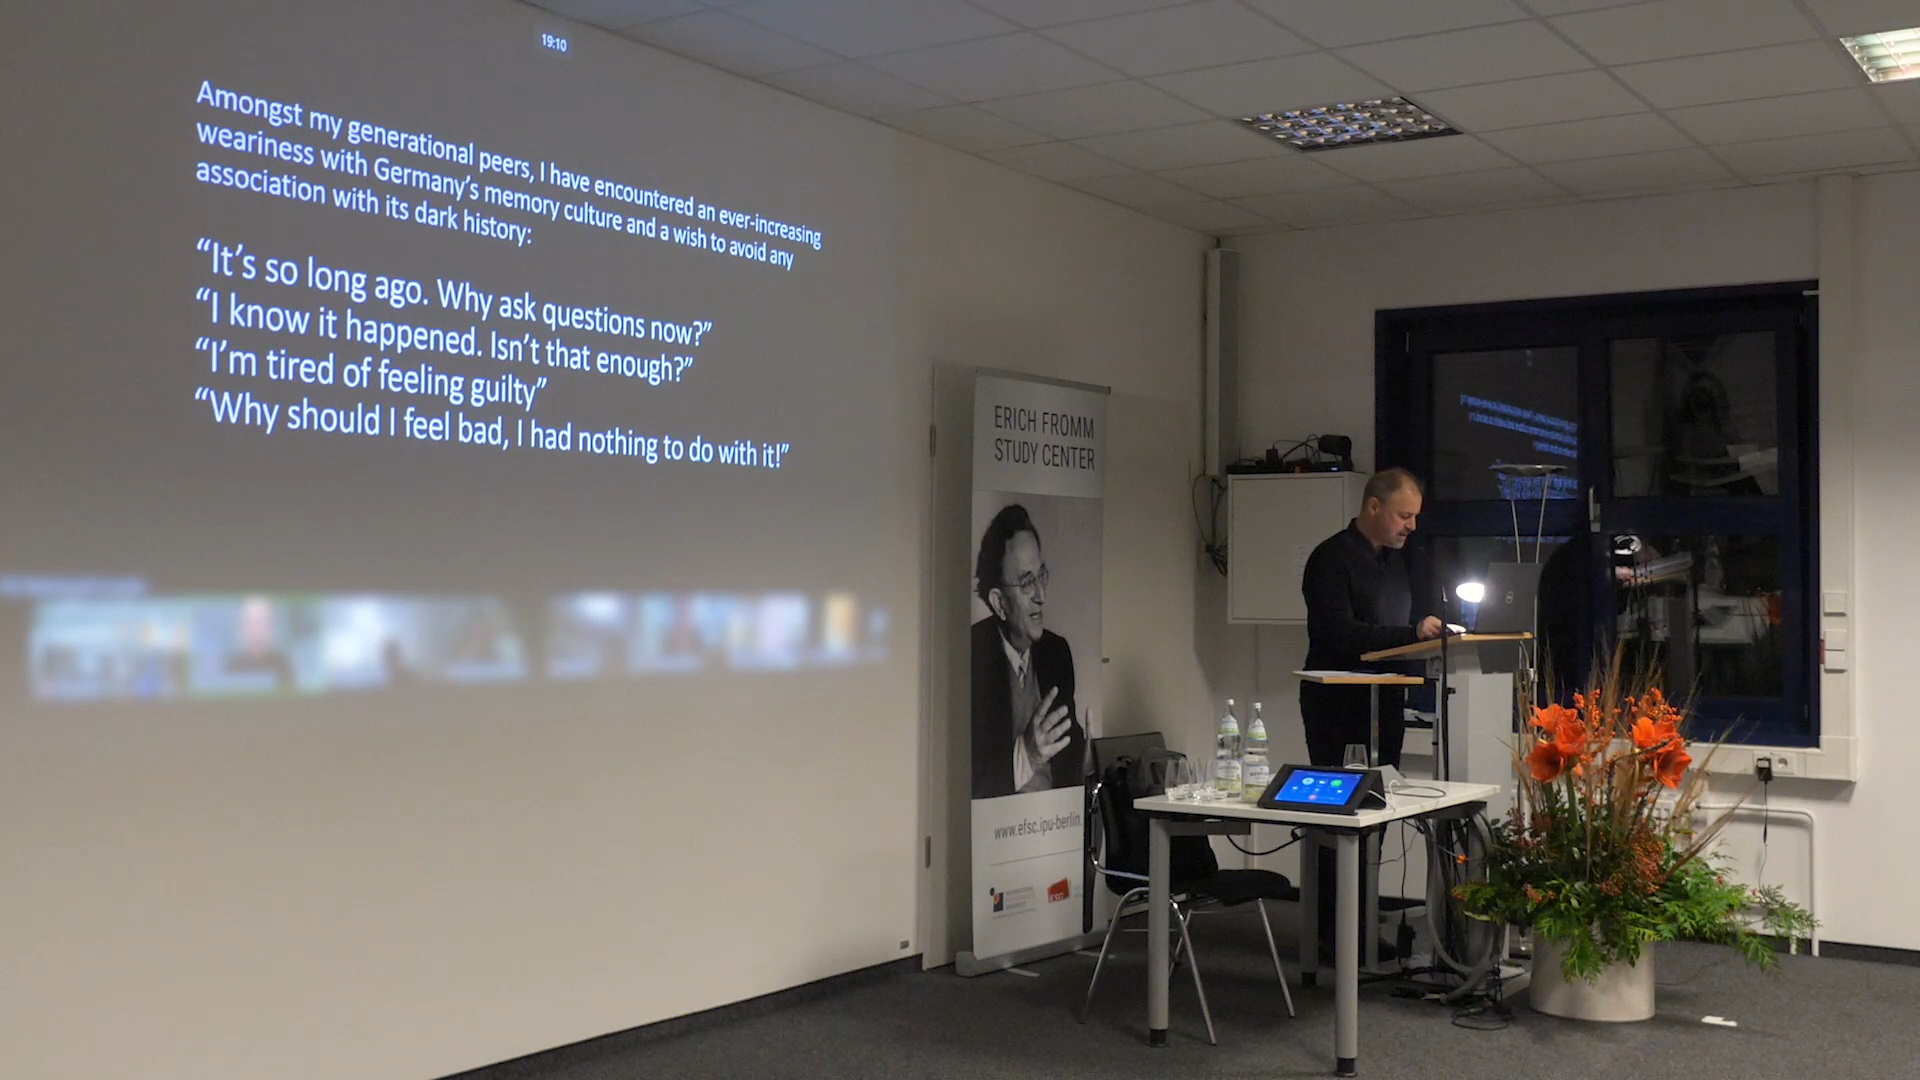 19:10
Amongst my generational peers, I have encountered an ever-increasing
weariness with Germany's memory culture and a wish to avoid any
association with its dark history:
“It's so long ago. Why ask questions now?”
“I know it happened. Isn't that enough?”
“I'm tired of feeling guilty”
“Why should I feel bad, I had nothing to do with it!”
ERICH FROMM
STUDY CENTER
www.efsc.ipu-berlin.